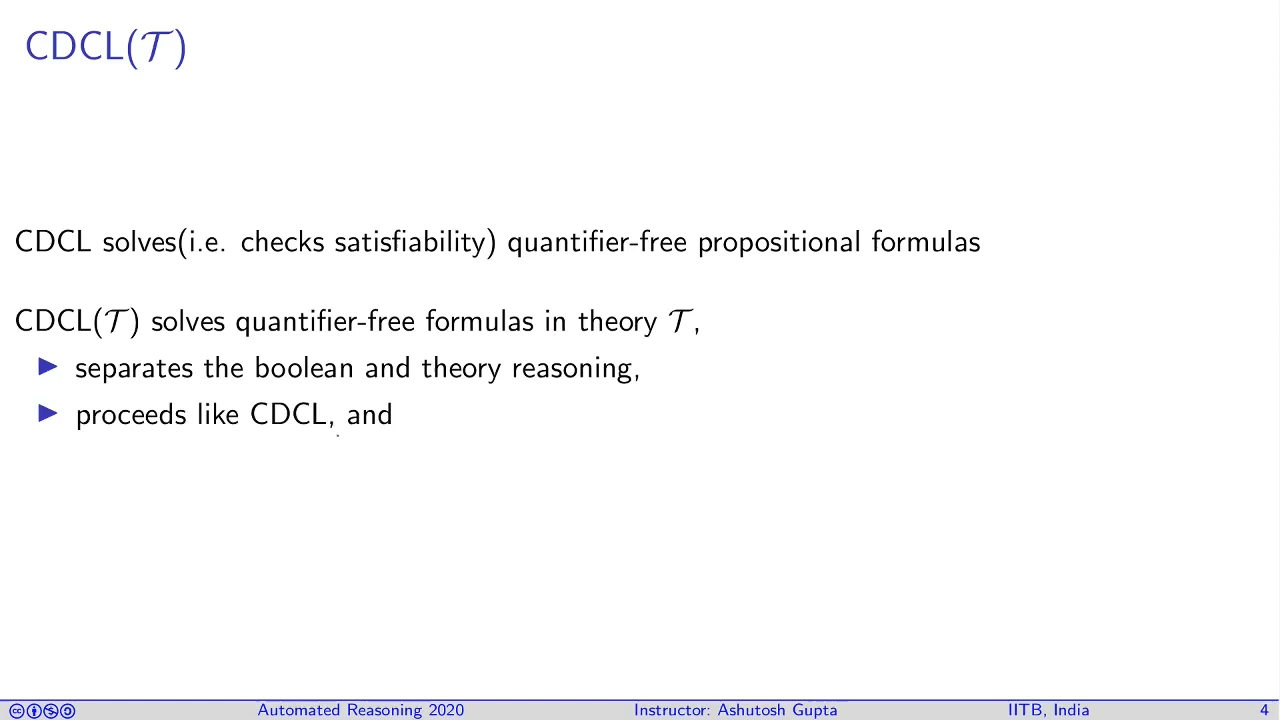 CDCL(𝒯)
CDCL solves(i.e. checks satisfiability) quantifier-free propositional formulas
CDCL(𝒯) solves quantifier-free formulas in theory 𝒯,
▶ separates the boolean and theory reasoning,
▶ proceeds like CDCL, and
Automated Reasoning 2020 Instructor: Ashutosh Gupta IITB, India 4